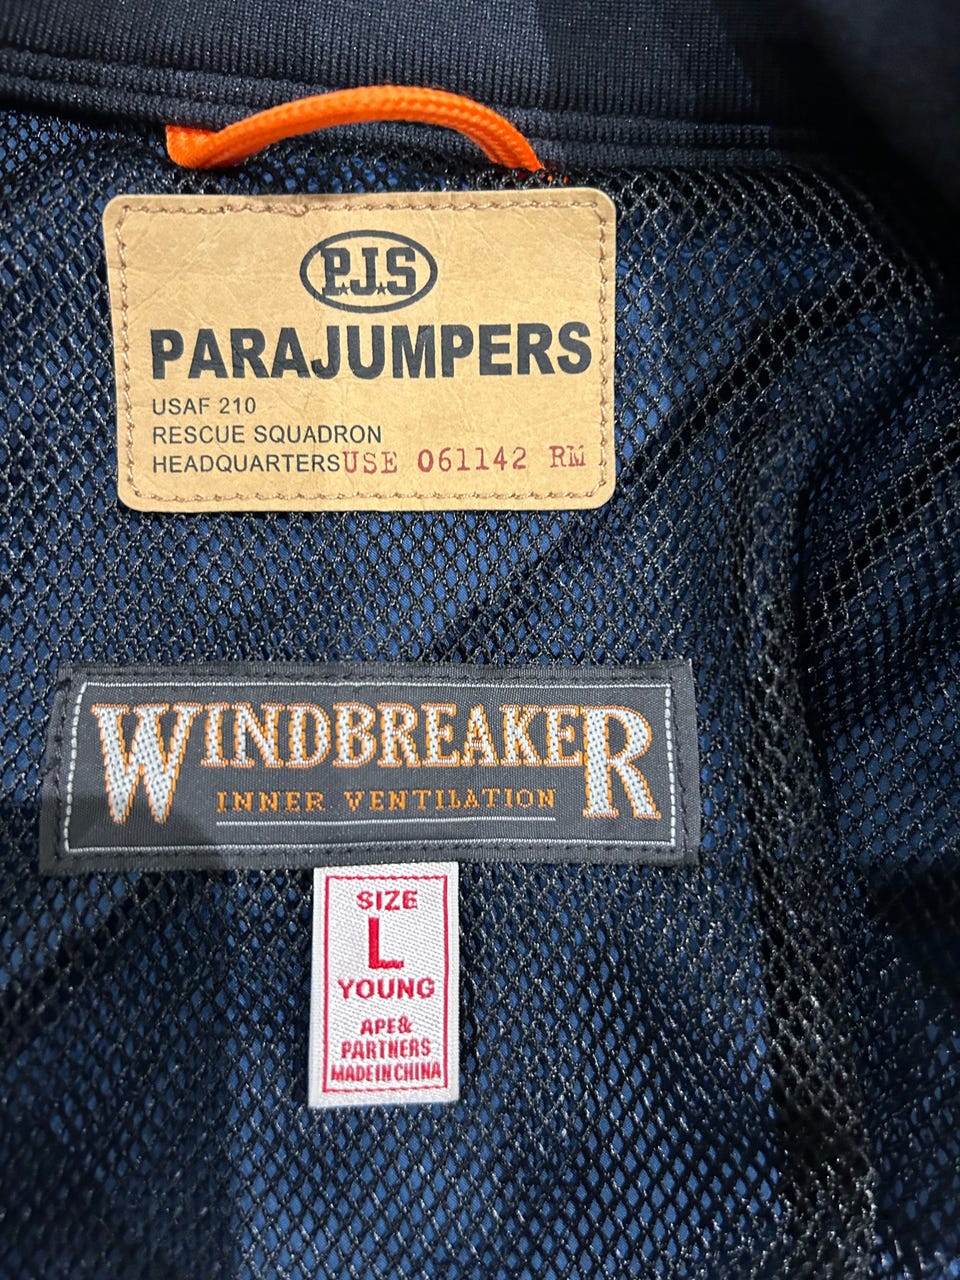 P.J.S
PARAJUMPERS
USAF 210
RESCUE SQUADRON
HEADQUARTERS USE 061142 RM
WINDBREAKER
INNER VENTILATION
SIZE
L
YOUNG
APE&
PARTNERS
MADE IN CHINA